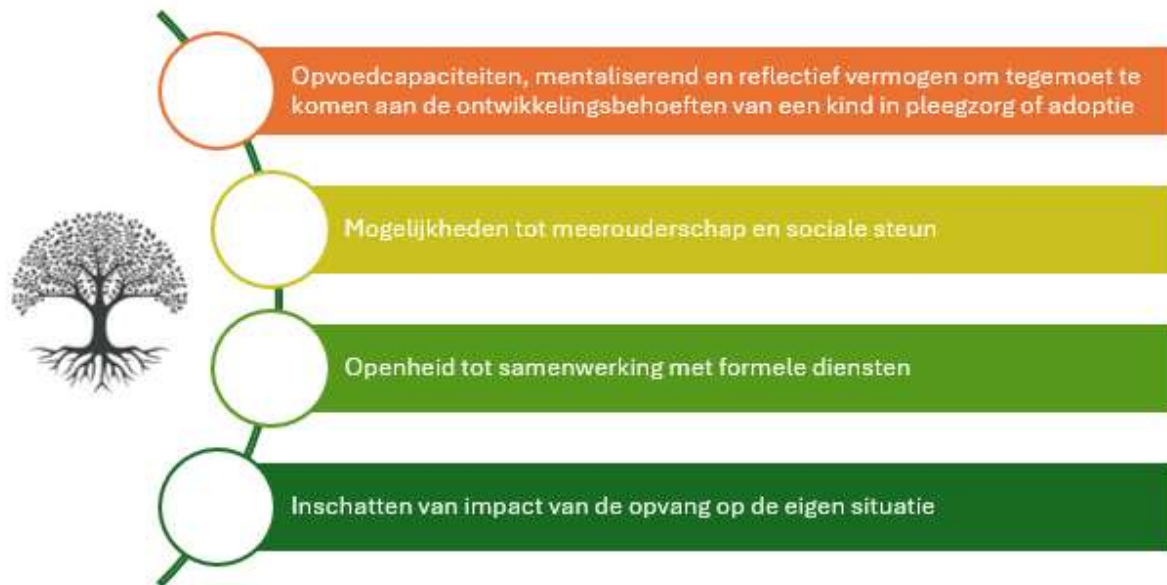 Opvoedcapaciteiten, mentaliserend en reflectief vermogen om tegemoet te
komen aan de ontwikkelingsbehoeften van een kind in pleegzorg of adoptie
Mogelijkheden tot meerouderschap en sociale steun
Openheid tot samenwerking met formele diensten
Inschatten van impact van de opvang op de eigen situatie